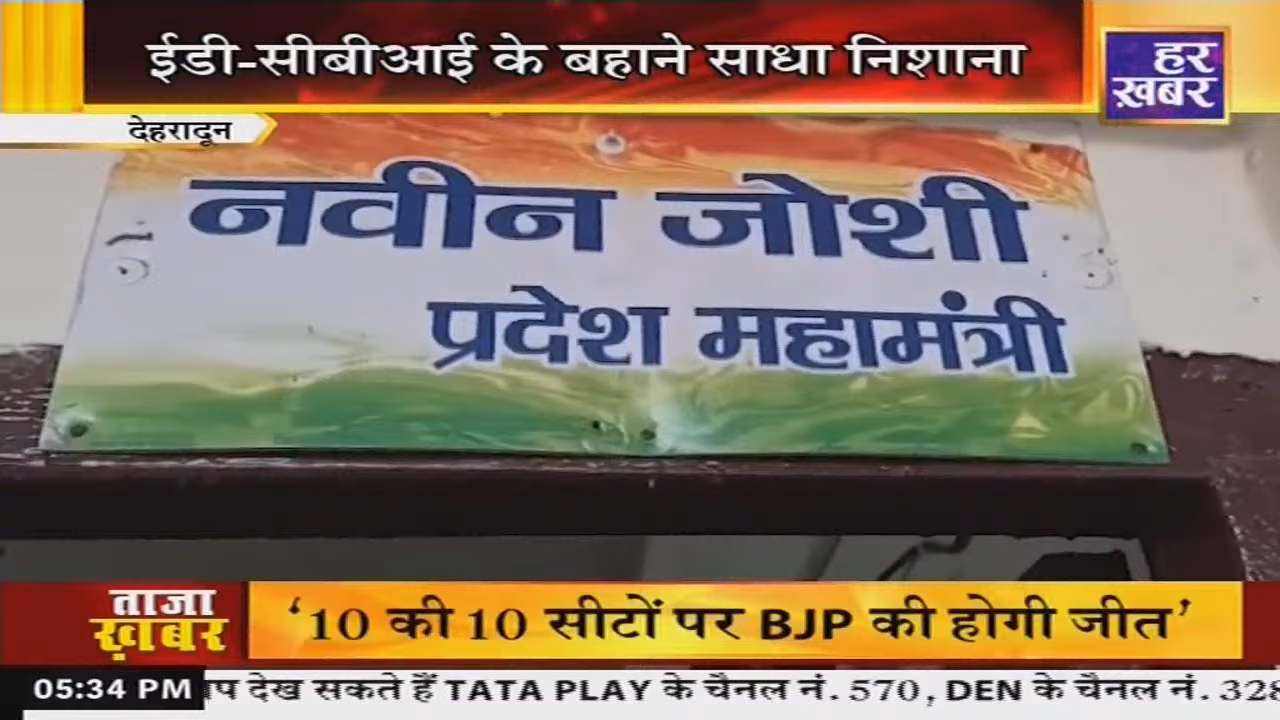 ईडी-सीबीआई के बहाने साधा निशाना
हर
ख़बर
देहरादून
नवीन जोशी
प्रदेश महामंत्री
ताजा
ख़बर
‘10 की 10 सीटों पर BJP की होगी जीत’
05:34 PM
देख सकते हैं TATA PLAY के चैनल नं. 570, DEN के चैनल नं. 328